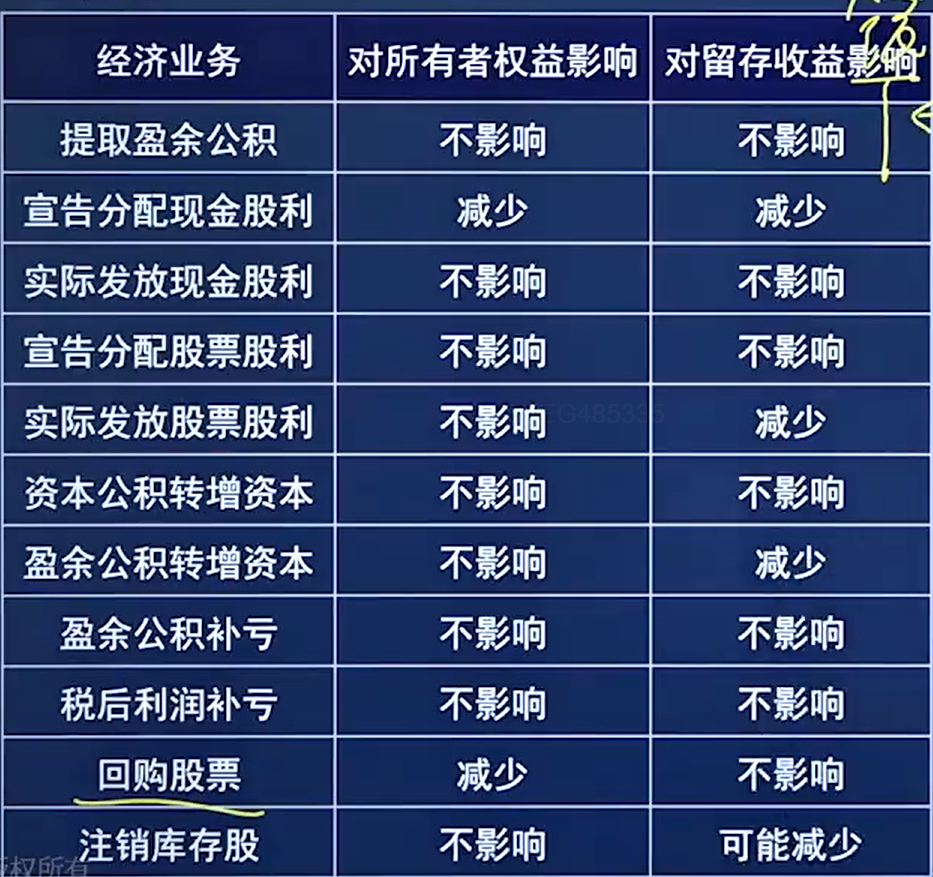 经济业务 对所有者权益影响 对留存收益影响
提取盈余公积 不影响 不影响
宣告分配现金股利 减少 减少
实际发放现金股利 不影响 不影响
宣告分配股票股利 不影响 不影响
实际发放股票股利 不影响 减少
EG485335
资本公积转增资本 不影响 不影响
盈余公积转增资本 不影响 减少
盈余公积补亏 不影响 不影响
税后利润补亏 不影响 不影响
回购股票 减少 不影响
注销库存股 不影响 可能减少
版权所有